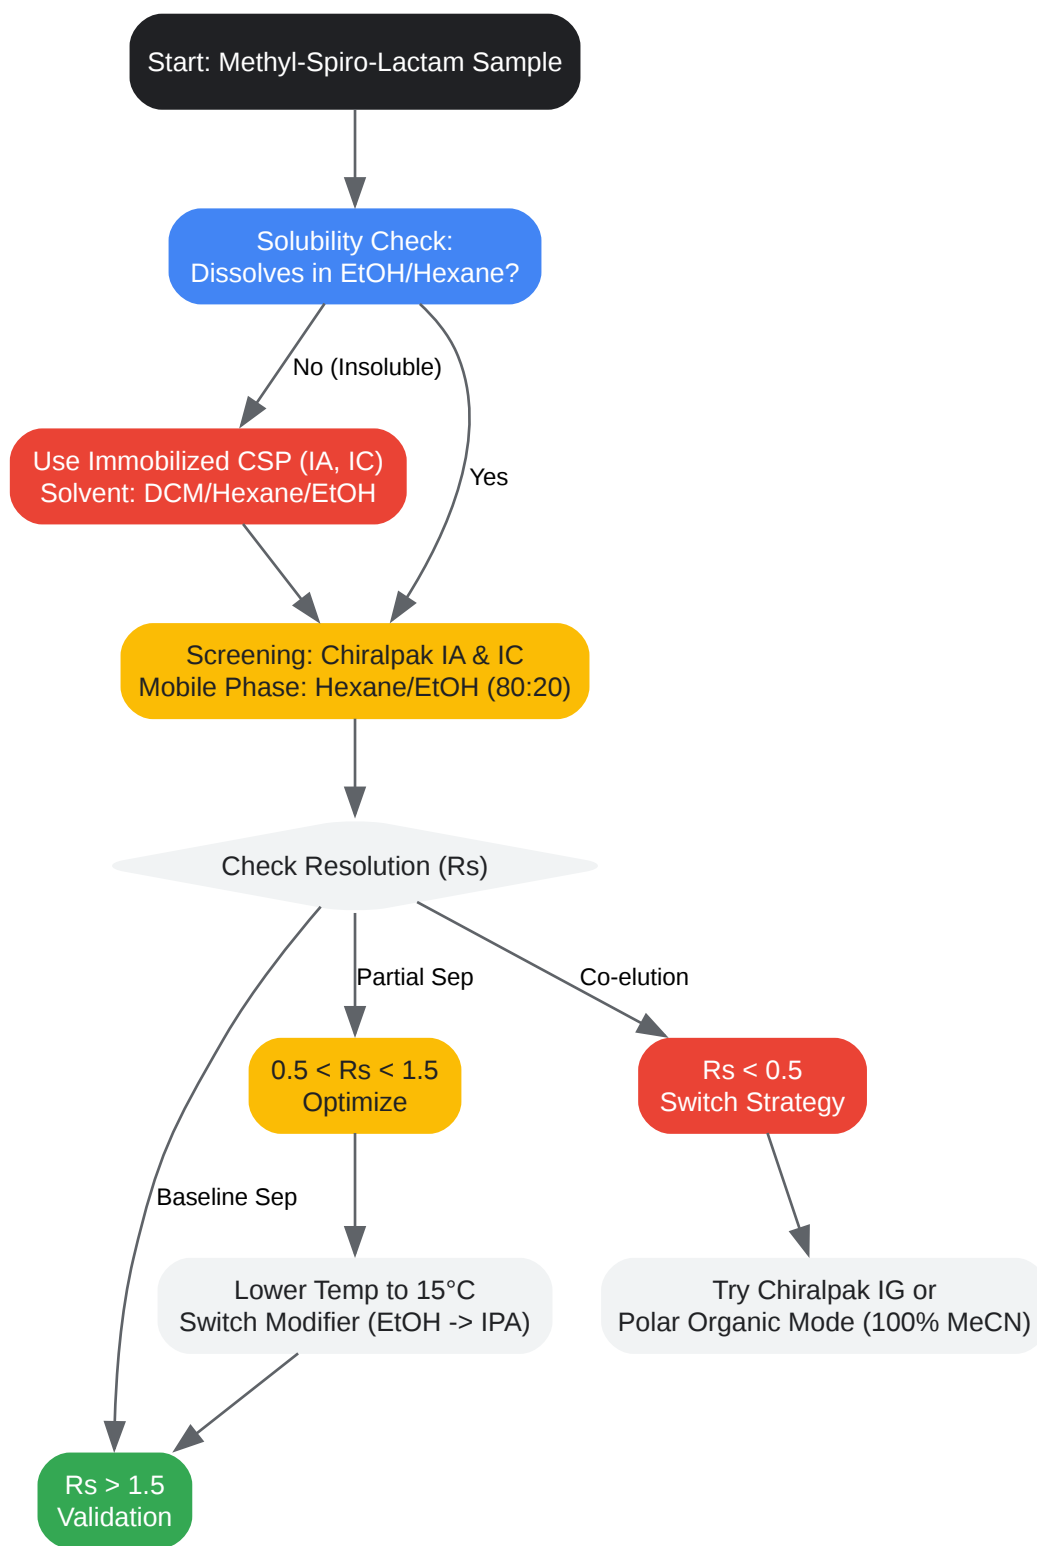 Start: Methyl-Spiro-Lactam Sample
Solubility Check:
Dissolves in EtOH/Hexane?
No (Insoluble)
Use Immobilized CSP (IA, IC)
Solvent: DCM/Hexane/EtOH
Yes
Screening: Chiralpak IA & IC
Mobile Phase: Hexane/EtOH (80:20)
Check Resolution (Rs)
Partial Sep
Co-elution
0.5 < Rs < 1.5
Optimize
Rs < 0.5
Switch Strategy
Baseline Sep
Lower Temp to 15°C
Switch Modifier (EtOH -> IPA)
Try Chiralpak IG or
Polar Organic Mode (100% MeCN)
Rs > 1.5
Validation